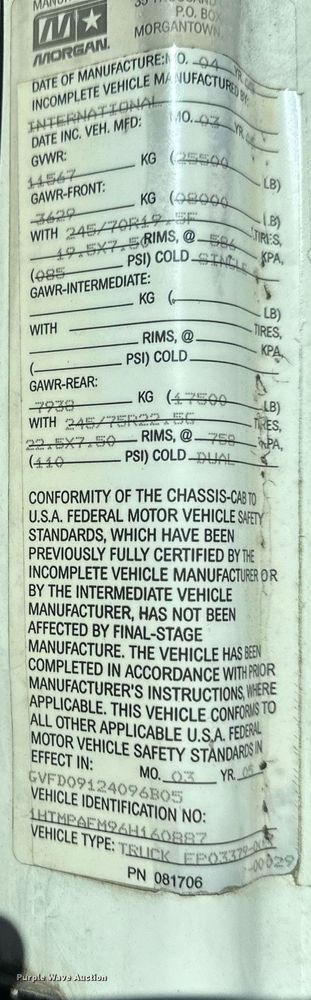 35 THOUSAND
P.O. BOX
MORGANTOWN,
MORGAN.
DATE OF MANUFACTURE: MO. 04 YR.
INCOMPLETE VEHICLE MANUFACTURED BY:
INTERNATIONAL
DATE INC. VEH. MFD: MO. 03 YR.
GVWR:
11567 KG (25500 LB)
GAWR-FRONT:
3629 KG (08000 LB)
WITH 245/70R19.5F TIRES,
19.5X7.50 RIMS, @ 586 KPA,
(085 PSI) COLD SINGLE
GAWR-INTERMEDIATE:
KG ( LB)
WITH TIRES,
RIMS, @ KPA,
( PSI) COLD
GAWR-REAR:
7938 KG (17500 LB)
WITH 245/75R22.5G TIRES,
22.5X7.50 RIMS, @ 758 KPA,
(110 PSI) COLD DUAL
CONFORMITY OF THE CHASSIS-CAB TO
U.S.A. FEDERAL MOTOR VEHICLE SAFETY
STANDARDS, WHICH HAVE BEEN
PREVIOUSLY FULLY CERTIFIED BY THE
INCOMPLETE VEHICLE MANUFACTURER OR
BY THE INTERMEDIATE VEHICLE
MANUFACTURER, HAS NOT BEEN
AFFECTED BY FINAL-STAGE
MANUFACTURE. THE VEHICLE HAS BEEN
COMPLETED IN ACCORDANCE WITH PRIOR
MANUFACTURER'S INSTRUCTIONS, WHERE
APPLICABLE. THIS VEHICLE CONFORMS TO
ALL OTHER APPLICABLE U.S.A. FEDERAL
MOTOR VEHICLE SAFETY STANDARDS IN
EFFECT IN: MO. 03 YR. 05
GVFD09124096B05
VEHICLE IDENTIFICATION NO:
1HTMPAFM96H160887
VEHICLE TYPE: TRUCK FP03379-00
-00029
PN 081706
Purple Wave Auction